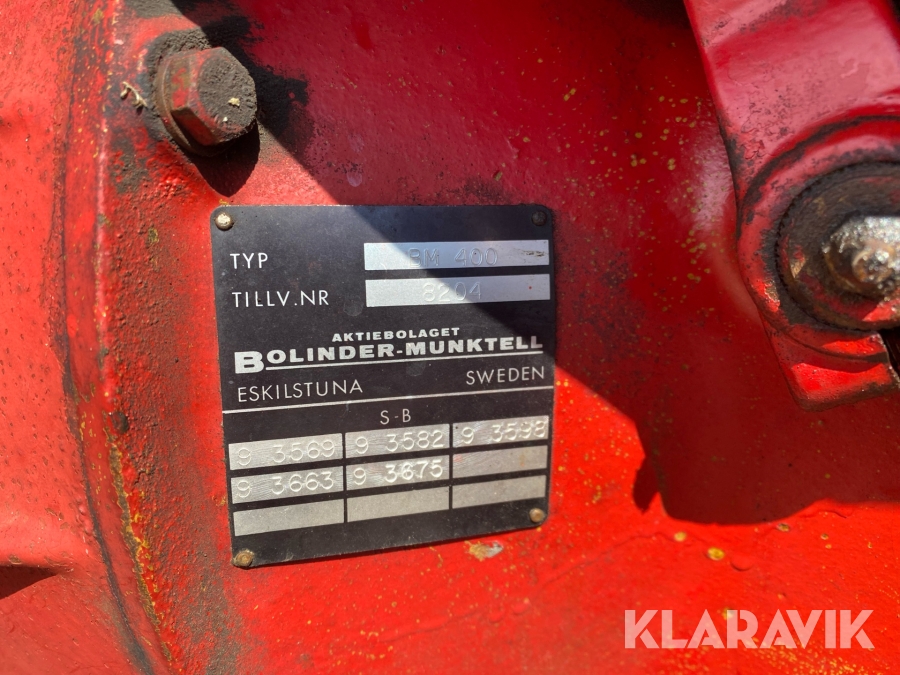 TYP BM 400
TILLV.NR 8204
AKTIEBOLAGET
BOLINDER-MUNKTELL
ESKILSTUNA SWEDEN
S-B
9 3569 9 3582 9 3598
9 3663 9 3675
KLARAVIK